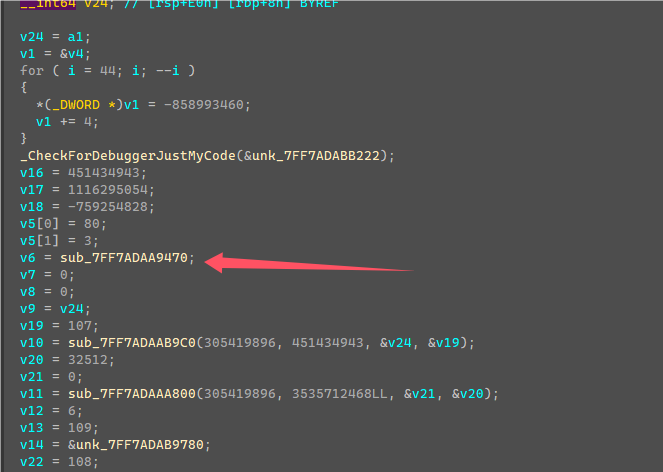 __int64 v24; // [rsp+E0h] [rbp+8h] BYREF
v24 = a1;
v1 = &v4;
for ( i = 44; i; --i )
{
*(_DWORD *)v1 = -858993460;
v1 += 4;
}
_CheckForDebuggerJustMyCode(&unk_7FF7ADABB222);
v16 = 451434943;
v17 = 1116295054;
v18 = -759254828;
v5[0] = 80;
v5[1] = 3;
v6 = sub_7FF7ADAA9470;
v7 = 0;
v8 = 0;
v9 = v24;
v19 = 107;
v10 = sub_7FF7ADAAB9C0(305419896, 451434943, &v24, &v19);
v20 = 32512;
v21 = 0;
v11 = sub_7FF7ADAAA800(305419896, 3535712468LL, &v21, &v20);
v12 = 6;
v13 = 109;
v14 = &unk_7FF7ADAB9780;
v22 = 108;